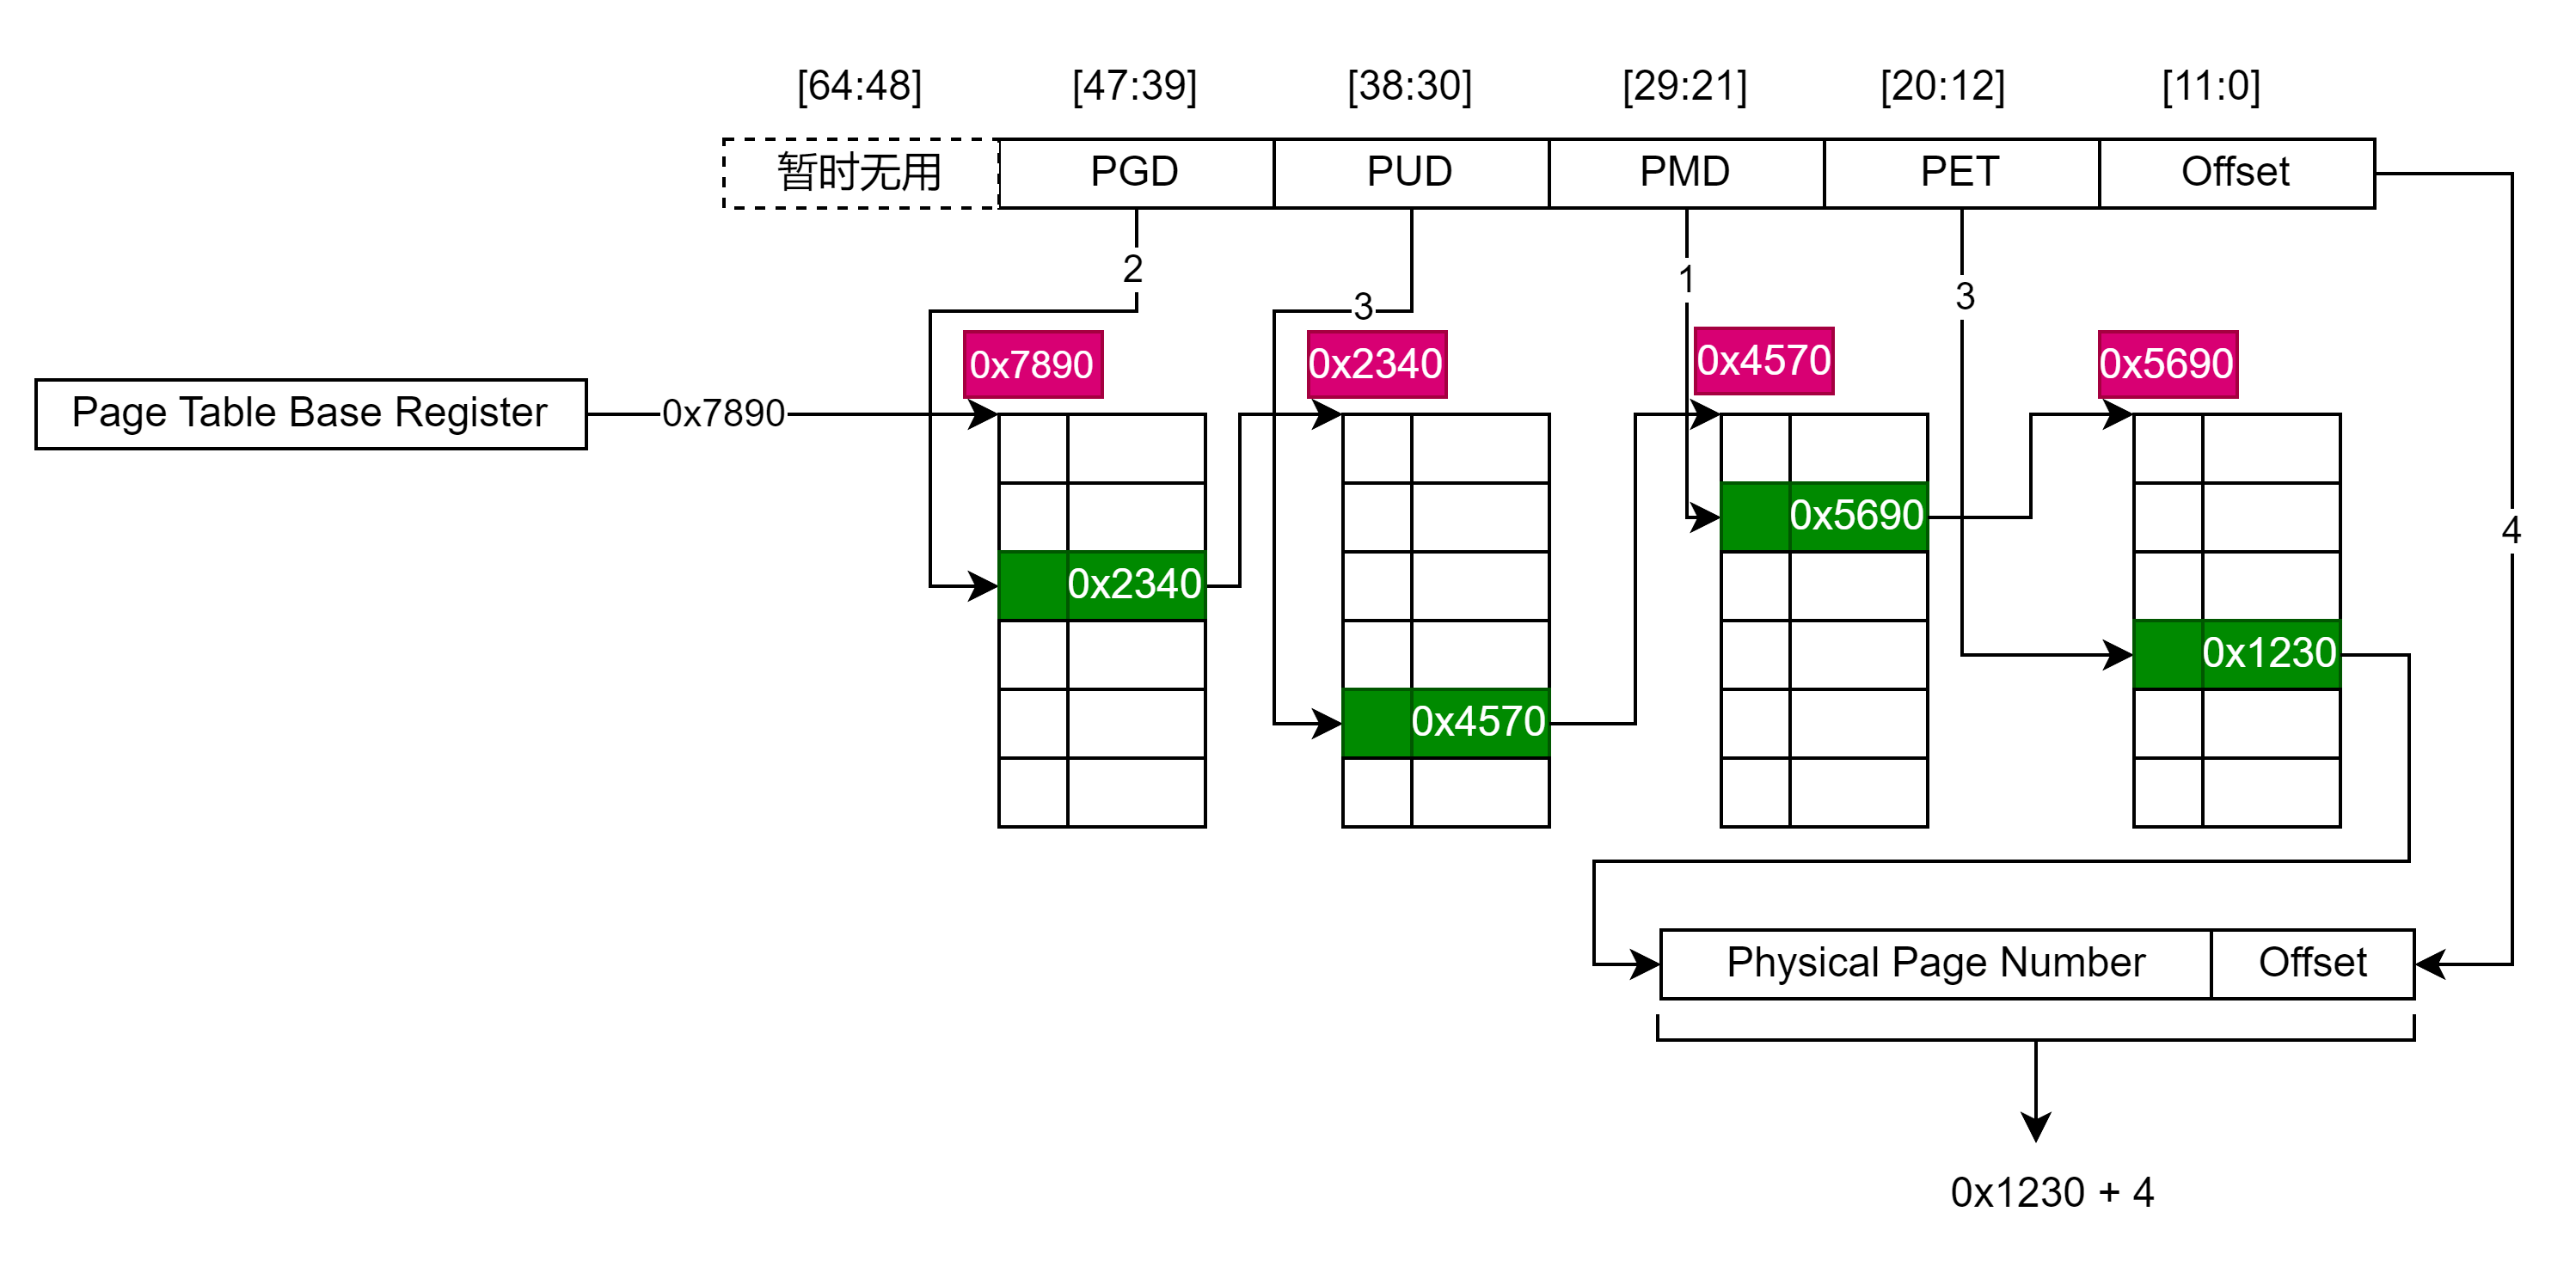 [64:48]
[47:39]
[38:30]
[29:21]
[20:12]
[11:0]
暂时无用
PGD
PUD
PMD
PET
Offset
2
3
1
3
4
0x7890
0x2340
0x4570
0x5690
Page Table Base Register
0x7890
0x5690
0x2340
0x1230
0x4570
Physical Page Number
Offset
0x1230 + 4